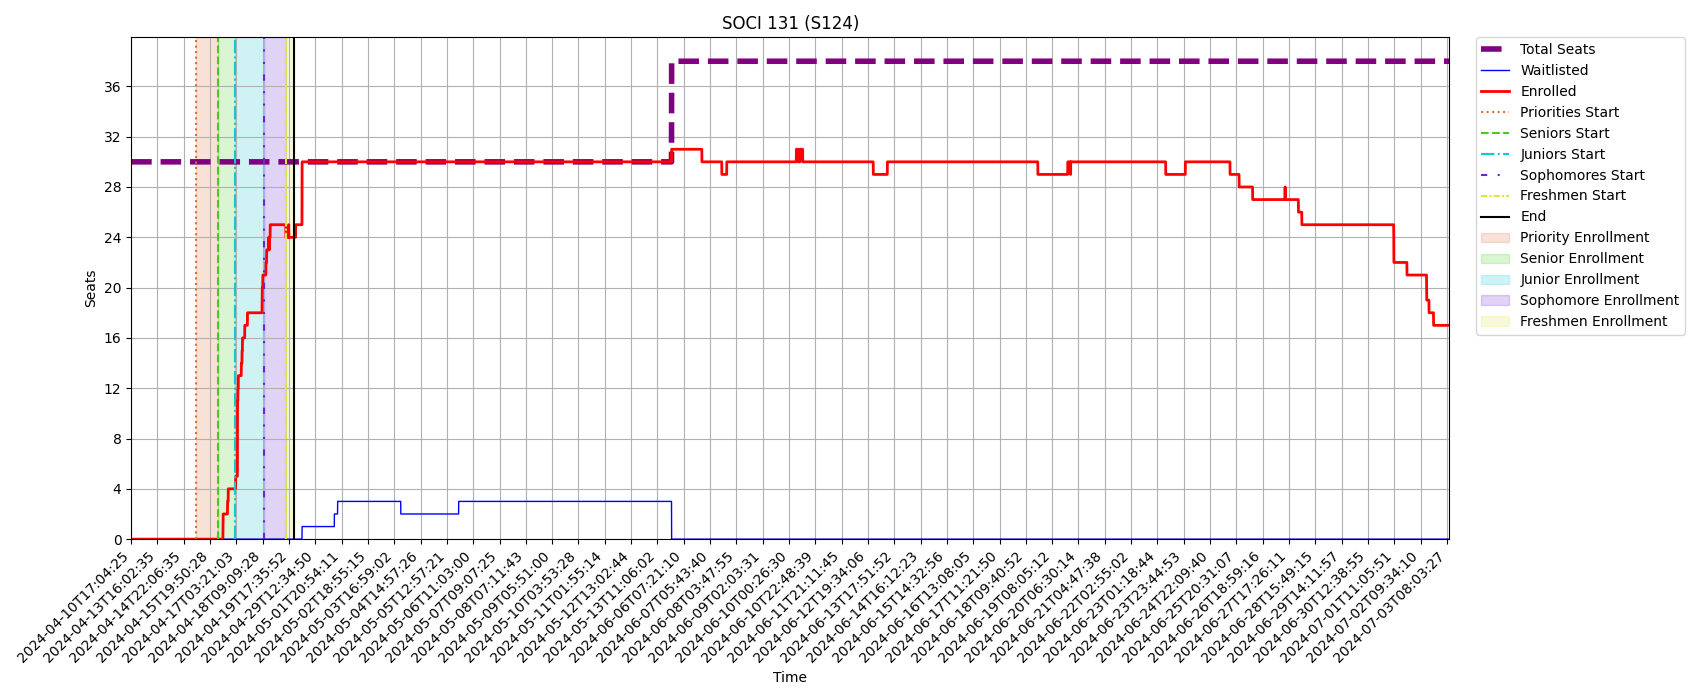 SOCI 131 (S124)
Total Seats
Waitlisted
Enrolled
Priorities Start
Seniors Start
Juniors Start
Sophomores Start
Freshmen Start
End
Priority Enrollment
Senior Enrollment
Junior Enrollment
Sophomore Enrollment
Freshmen Enrollment
Seats
36
32
28
24
20
16
12
8
4
0
2024-04-10T17:04:25
2024-04-13T16:02:35
2024-04-14T22:06:35
2024-04-15T19:50:28
2024-04-17T03:21:03
2024-04-18T09:09:28
2024-04-19T17:35:52
2024-04-29T12:34:50
2024-05-01T20:54:11
2024-05-02T18:55:15
2024-05-03T16:59:02
2024-05-04T14:57:26
2024-05-05T12:57:21
2024-05-06T11:03:00
2024-05-07T09:07:25
2024-05-08T07:11:43
2024-05-09T05:51:00
2024-05-10T03:53:28
2024-05-11T01:55:14
2024-05-12T13:02:44
2024-05-13T11:06:02
2024-06-06T07:21:10
2024-06-07T05:43:40
2024-06-08T03:47:55
2024-06-09T02:03:31
2024-06-10T00:26:30
2024-06-10T22:48:39
2024-06-11T21:11:45
2024-06-12T19:34:06
2024-06-13T17:51:52
2024-06-14T16:12:23
2024-06-15T14:32:56
2024-06-16T13:08:05
2024-06-17T11:21:50
2024-06-18T09:40:52
2024-06-19T08:05:12
2024-06-20T06:30:14
2024-06-21T04:47:38
2024-06-22T02:55:02
2024-06-23T01:18:44
2024-06-23T23:44:53
2024-06-24T22:09:40
2024-06-25T20:31:07
2024-06-26T18:59:16
2024-06-27T17:26:11
2024-06-28T15:49:15
2024-06-29T14:11:57
2024-06-30T12:38:55
2024-07-01T11:05:51
2024-07-02T09:34:10
2024-07-03T08:03:27
Time